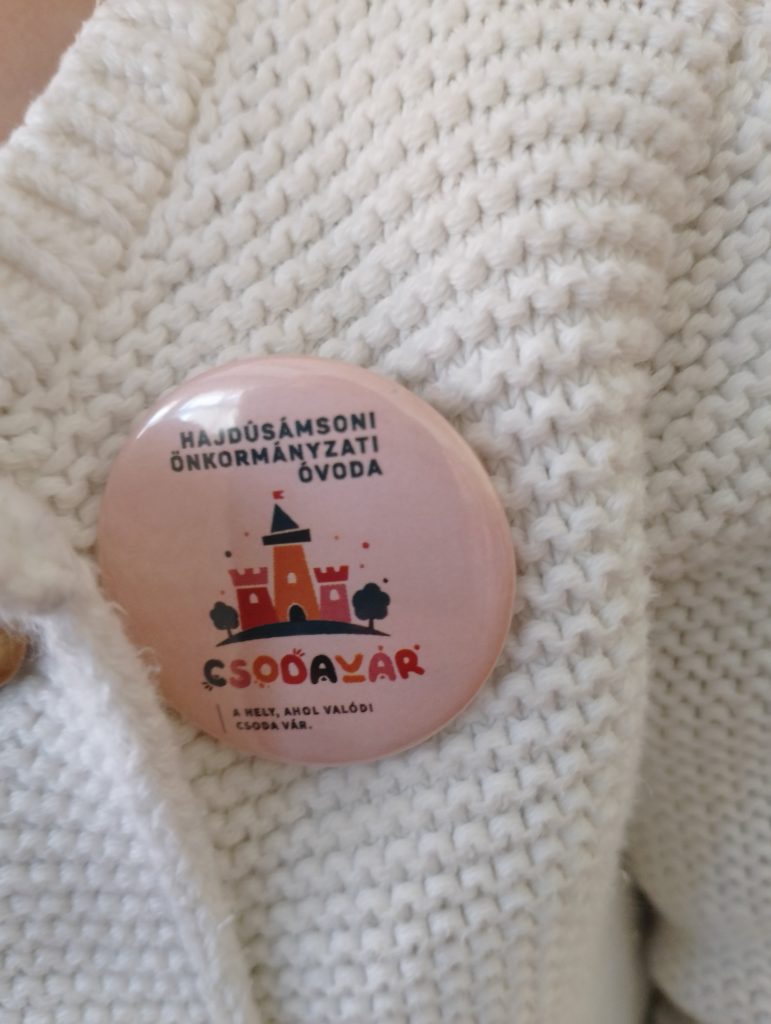 HAJDÚSÁMSONI
ÖNKORMÁNYZATI
ÓVODA
CSODAVÁR
A HELY, AHOL VALÓDI
CSODA VÁR.